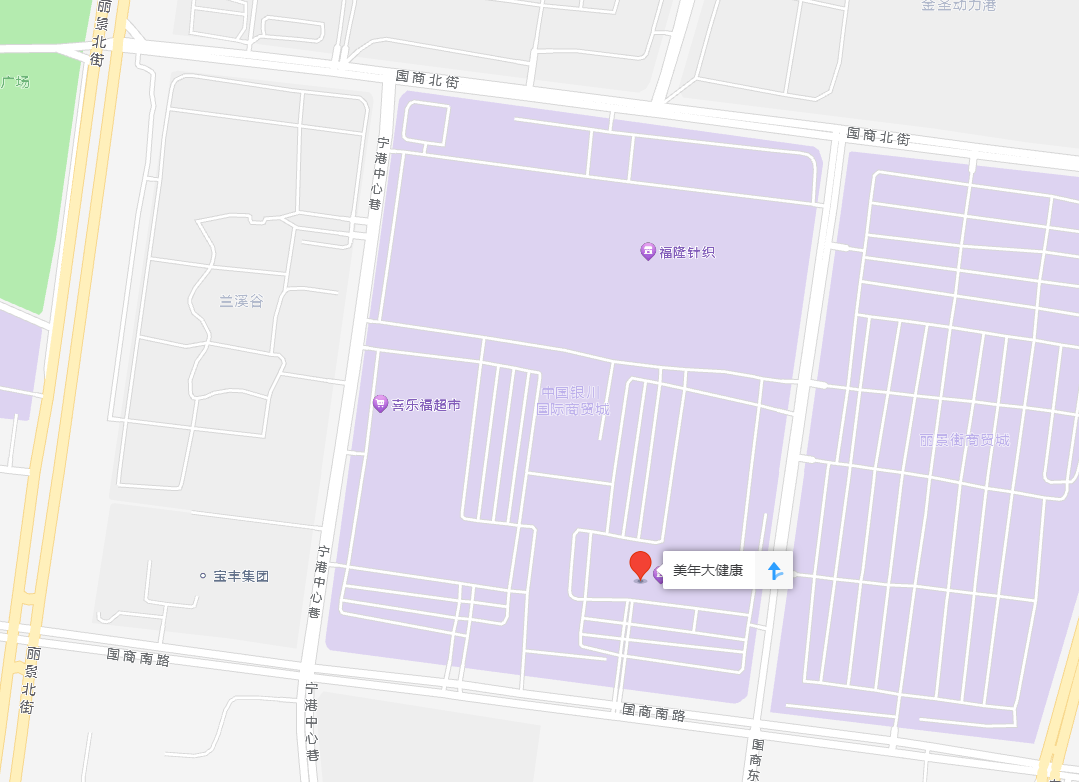 金圣动力港
丽景北街
广场
国商北街
国商北街
宁港中心巷
福隆针织
兰溪谷
中国银川
国际商贸城
喜乐福超市
丽景街商贸城
宁港中心巷
美年大健康
宝丰集团
国商南路
丽景北街
宁港中心巷
国商南路
国商东